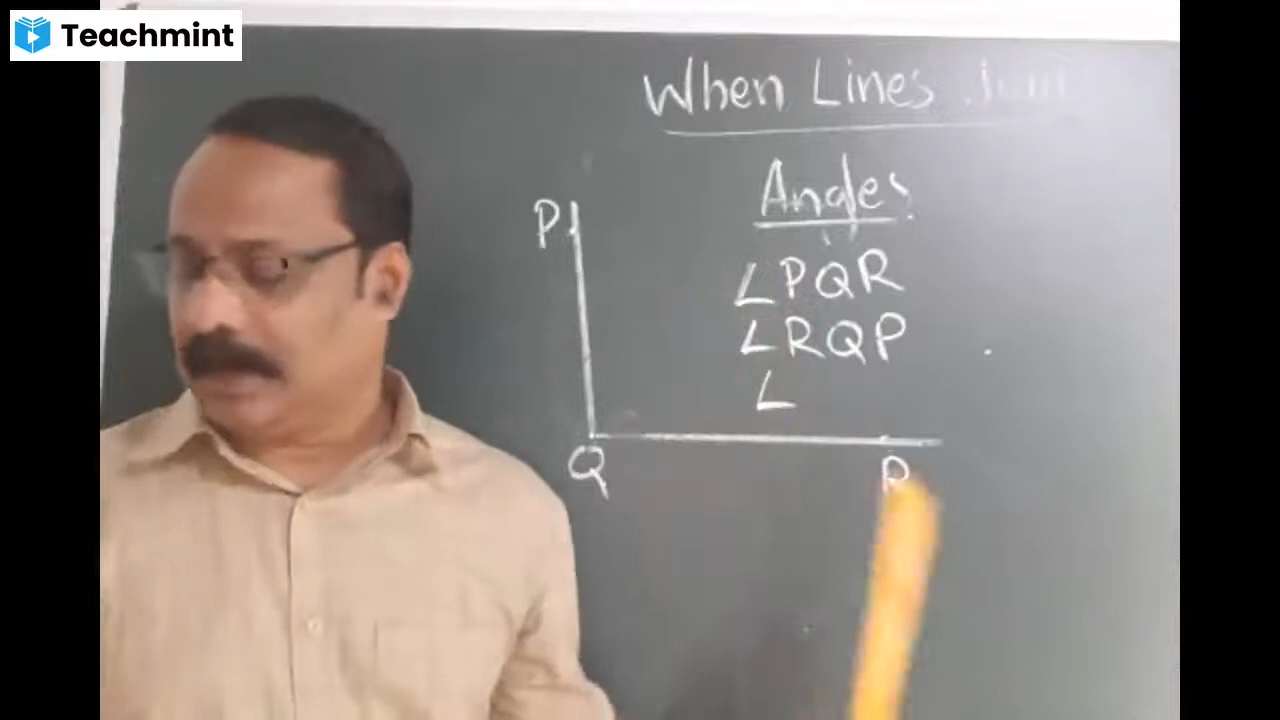 Teachmint
When Lines
Angles
P
∠PQR
∠RQP
∠
Q
R